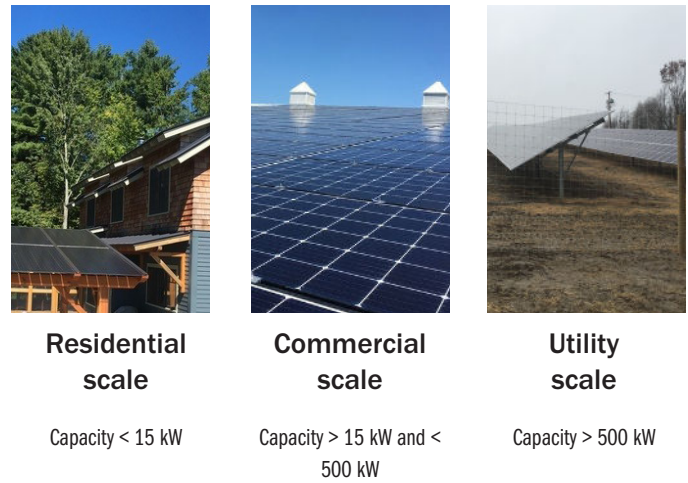 Residential
scale
Capacity < 15 kW
Commercial
scale
Capacity > 15 kW and <
500 kW
Utility
scale
Capacity > 500 kW